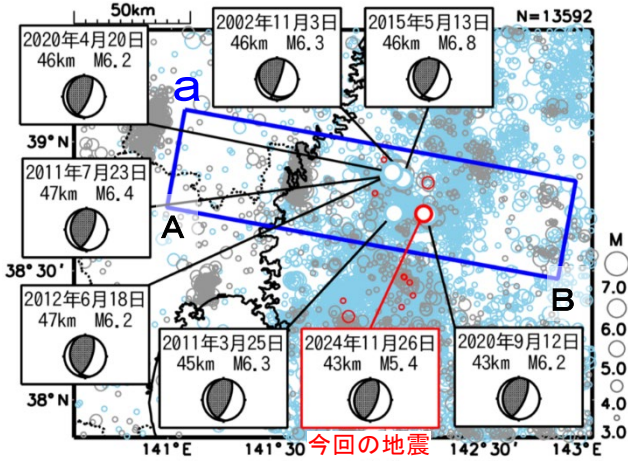 50km
N=13592
2020年4月20日
46km M6.2
2002年11月3日
46km M6.3
2015年5月13日
46km M6.8
a
39°N
2011年7月23日
47km M6.4
A
38°30'
B
2012年6月18日
47km M6.2
2011年3月25日
45km M6.3
2024年11月26日
43km M5.4
2020年9月12日
43km M6.2
今回の地震
38°N
M
7.0
6.0
5.0
4.0
3.0
141°E
141°30'
142°30'
143°E